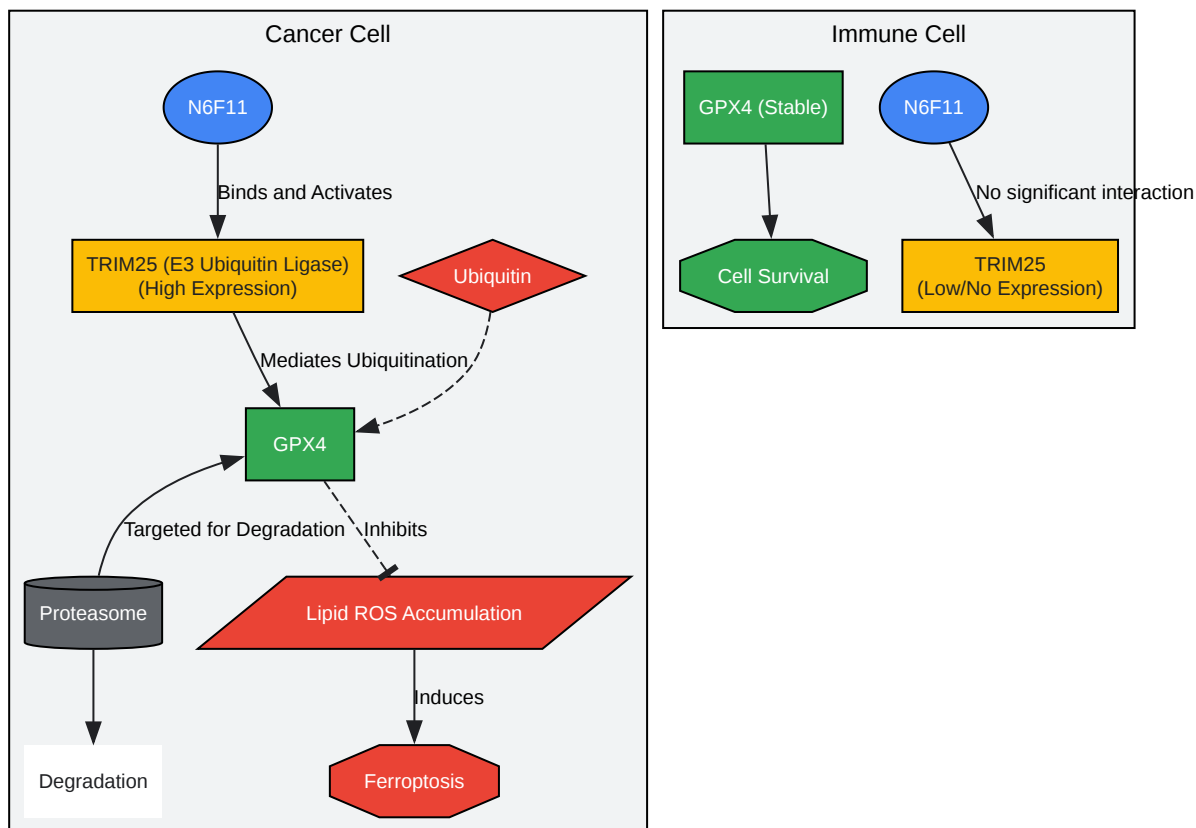 Cancer Cell
N6F11
Binds and Activates
TRIM25 (E3 Ubiquitin Ligase)
(High Expression)
Ubiquitin
Mediates Ubiquitination
GPX4
Targeted for Degradation
Inhibits
Proteasome
Lipid ROS Accumulation
Induces
Degradation
Ferroptosis
Immune Cell
GPX4 (Stable)
N6F11
No significant interaction
Cell Survival
TRIM25
(Low/No Expression)